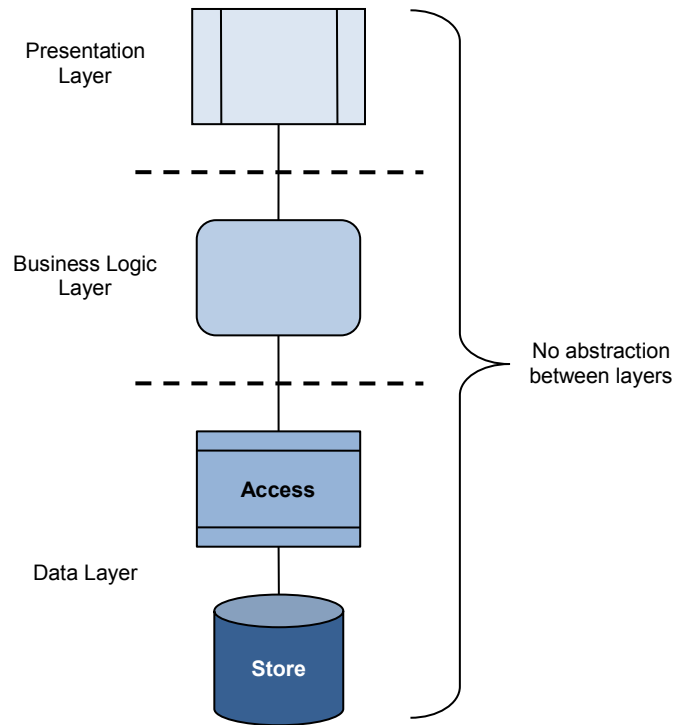 Presentation
Layer
Business Logic
Layer
No abstraction
between layers
Access
Data Layer
Store